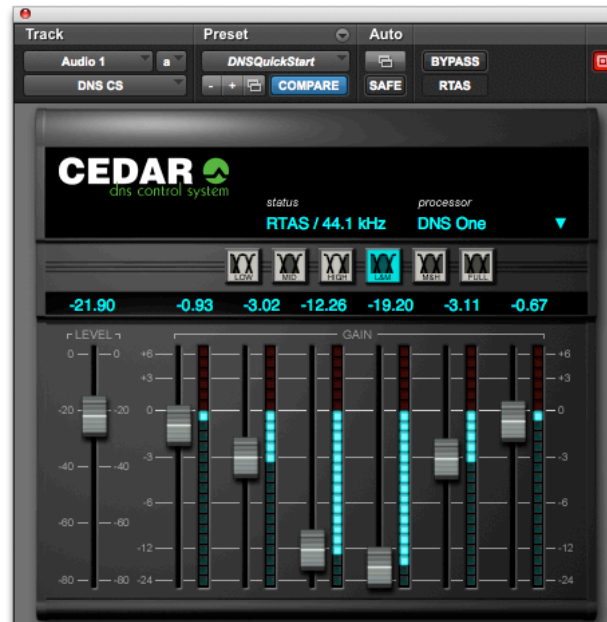 Track Preset Auto
Audio 1 a DNSQuickStart BYPASS
DNS CS - + COMPARE SAFE RTAS
CEDAR
dns control system
status processor
RTAS / 44.1 kHz DNS One
LOW MID HIGH L&M M&H FULL
-21.90 -0.93 -3.02 -12.26 -19.20 -3.11 -0.67
LEVEL GAIN
0 0 +6 +6
+3 +3
-20 -20 0 0
-40 -40 -3 -3
-60 -60 -6 -6
-12 -12
-80 -80 -24 -24